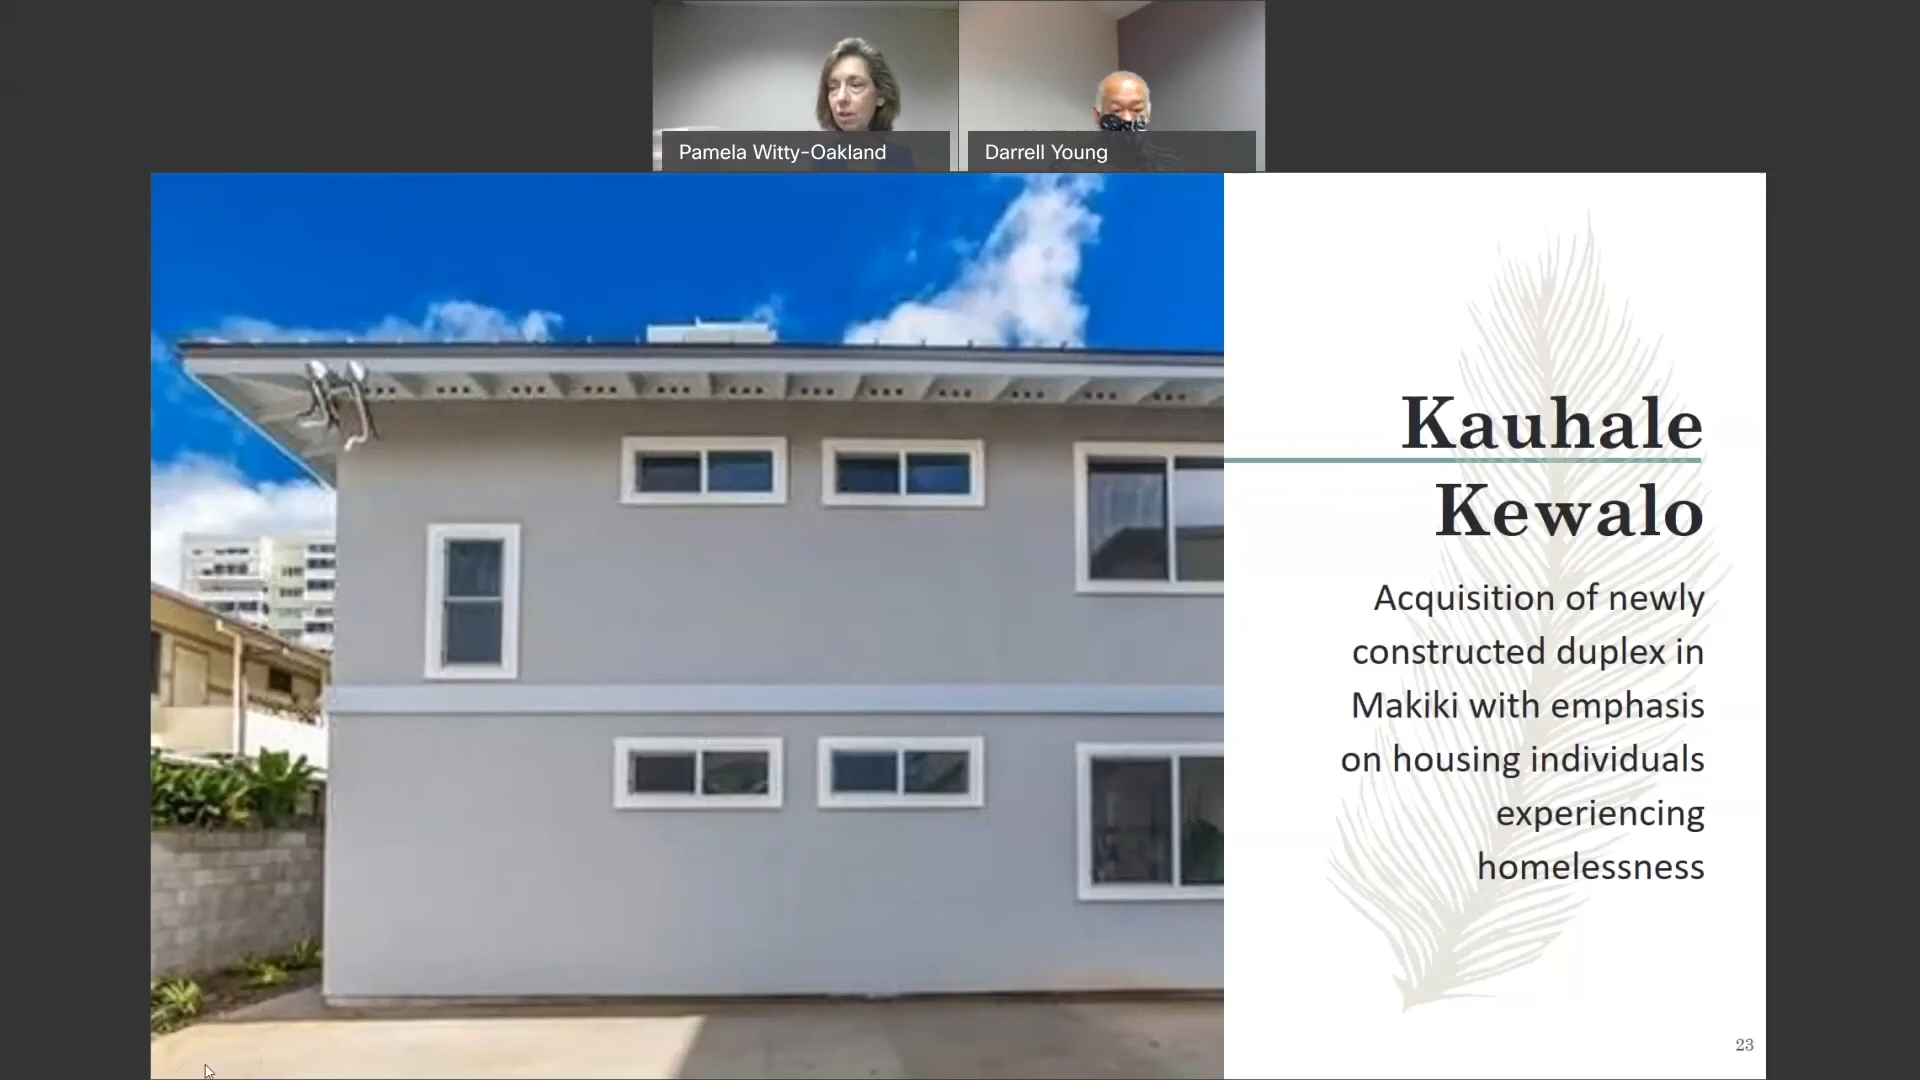 Pamela Witty-Oakland
Darrell Young
Kauhale
Kewalo
Acquisition of newly
constructed duplex in
Makiki with emphasis
on housing individuals
experiencing
homelessness
23